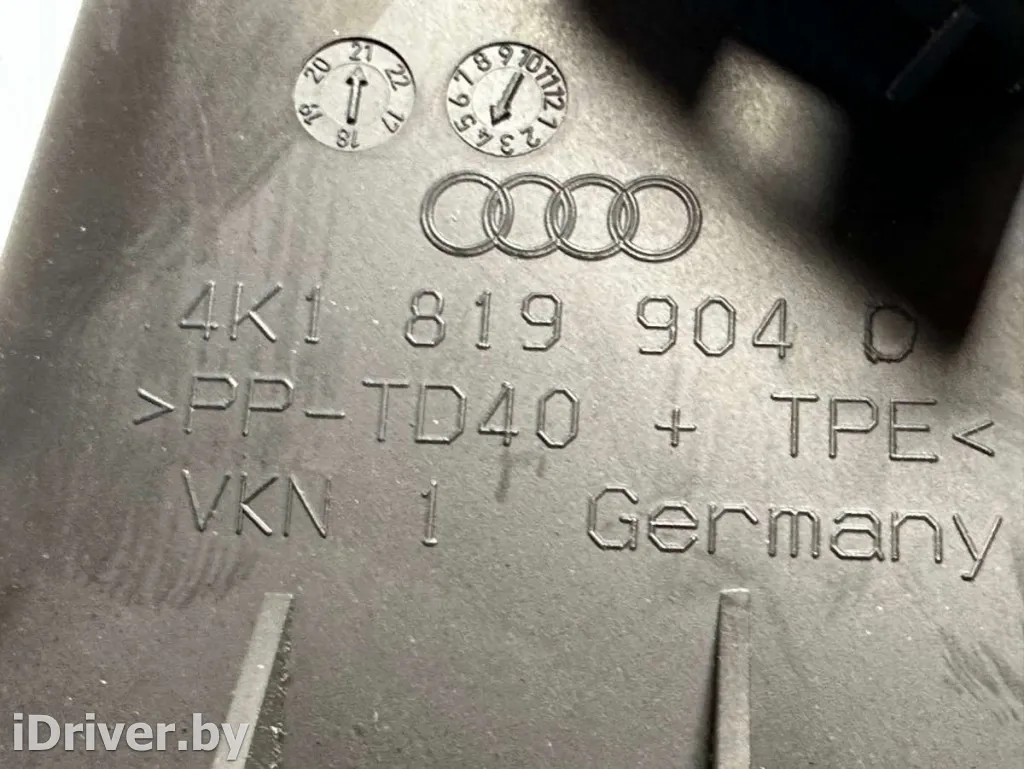 17 18 19 20 21 22
1 2 3 4 5 6 7 8 9 10 11 12
4K1 819 904 D
>PP-TD40 + TPE<
VKN 1 Germany
iDriver.by